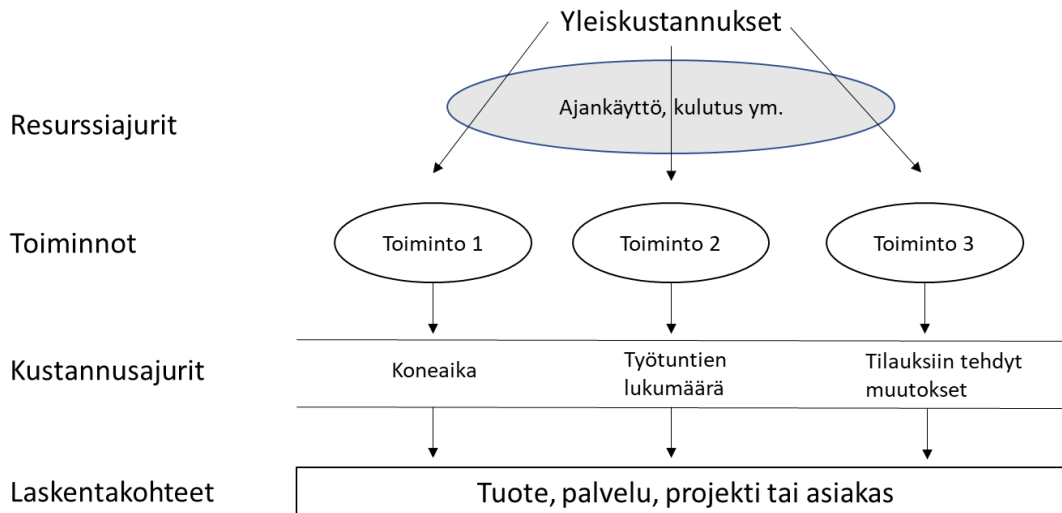 Yleiskustannukset
Resurssiajurit
Ajankäyttö, kulutus ym.
Toiminnot
Toiminto 1
Toiminto 2
Toiminto 3
Kustannusajurit
Koneaika
Työtuntien
lukumäärä
Tilauksiin tehdyt
muutokset
Laskentakohteet
Tuote, palvelu, projekti tai asiakas